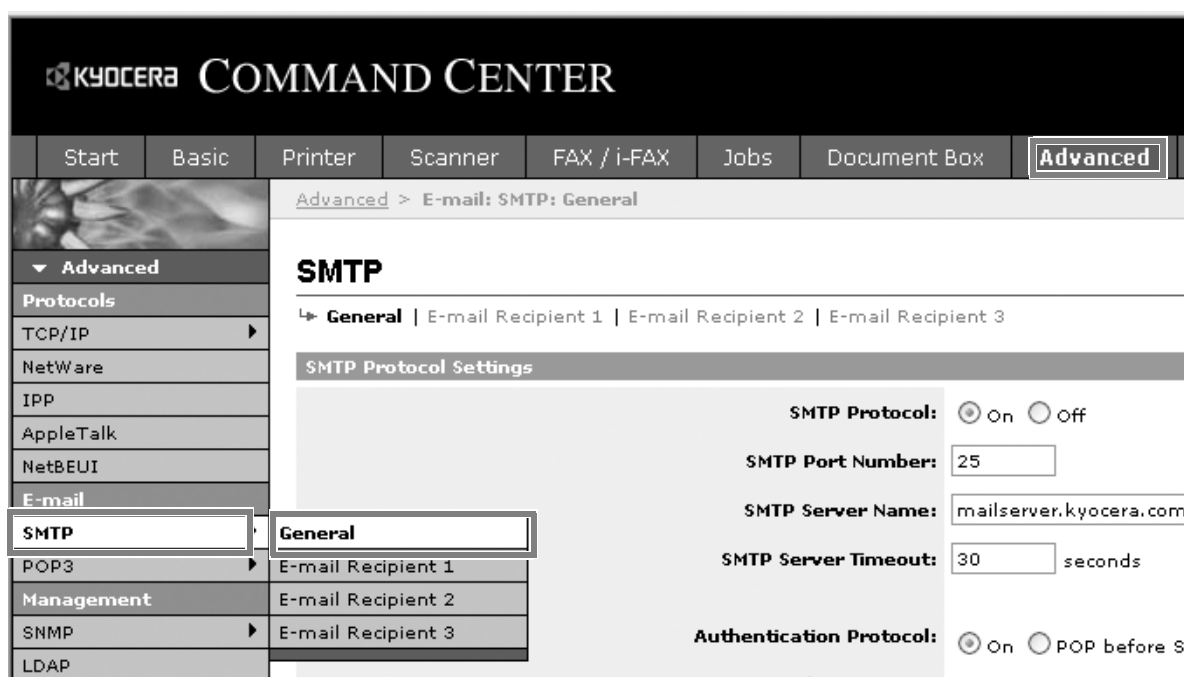 KYOCERA COMMAND CENTER
Start Basic Printer Scanner FAX / i-FAX Jobs Document Box Advanced
Advanced > E-mail: SMTP: General
Advanced
SMTP
Protocols
General | E-mail Recipient 1 | E-mail Recipient 2 | E-mail Recipient 3
TCP/IP
NetWare
SMTP Protocol Settings
IPP
AppleTalk
SMTP Protocol: On Off
NetBEUI
SMTP Port Number: 25
E-mail
SMTP Server Name: mailserver.kyocera.com
SMTP
General
POP3
E-mail Recipient 1
SMTP Server Timeout: 30 seconds
Management
E-mail Recipient 2
SNMP
E-mail Recipient 3
Authentication Protocol: On POP before S
LDAP